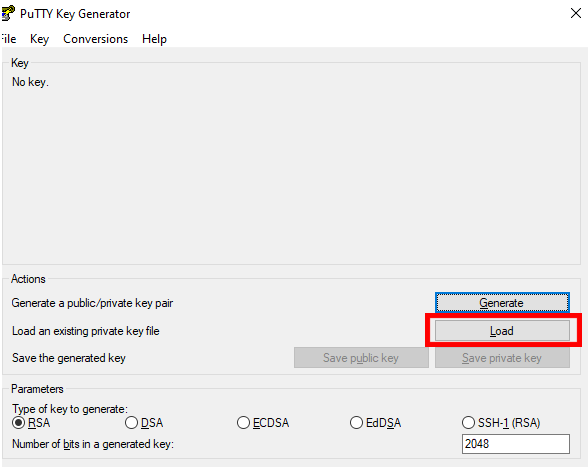 PuTTY Key Generator
File Key Conversions Help
Key
No key.
Actions
Generate a public/private key pair Generate
Load an existing private key file Load
Save the generated key Save public key Save private key
Parameters
Type of key to generate:
RSA DSA ECDSA EdDSA SSH-1 (RSA)
Number of bits in a generated key: 2048